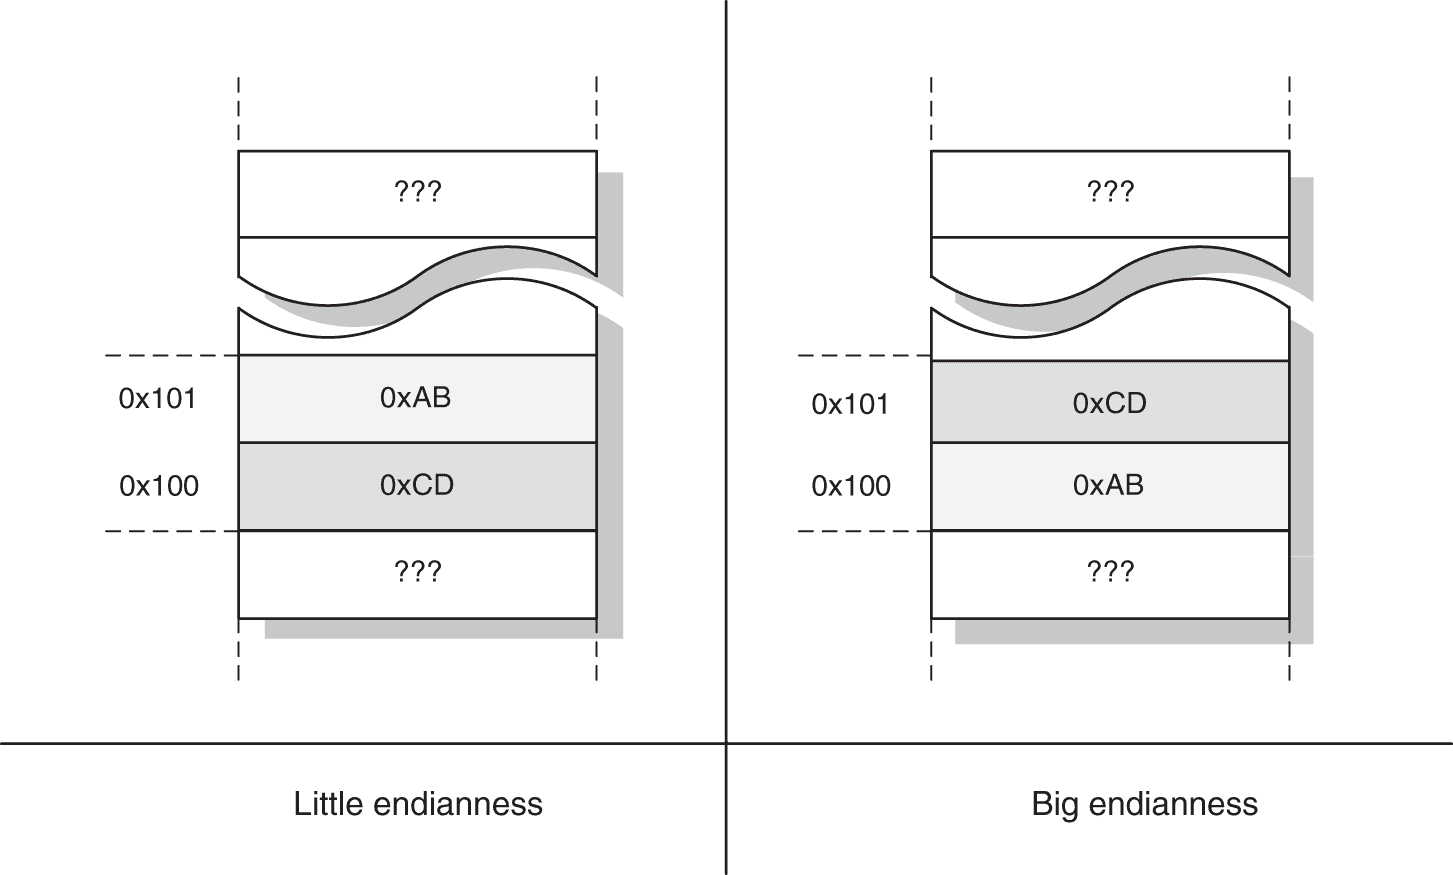 ???
0x101 0xAB
0x100 0xCD
???
Little endianness
???
0x101 0xCD
0x100 0xAB
???
Big endianness